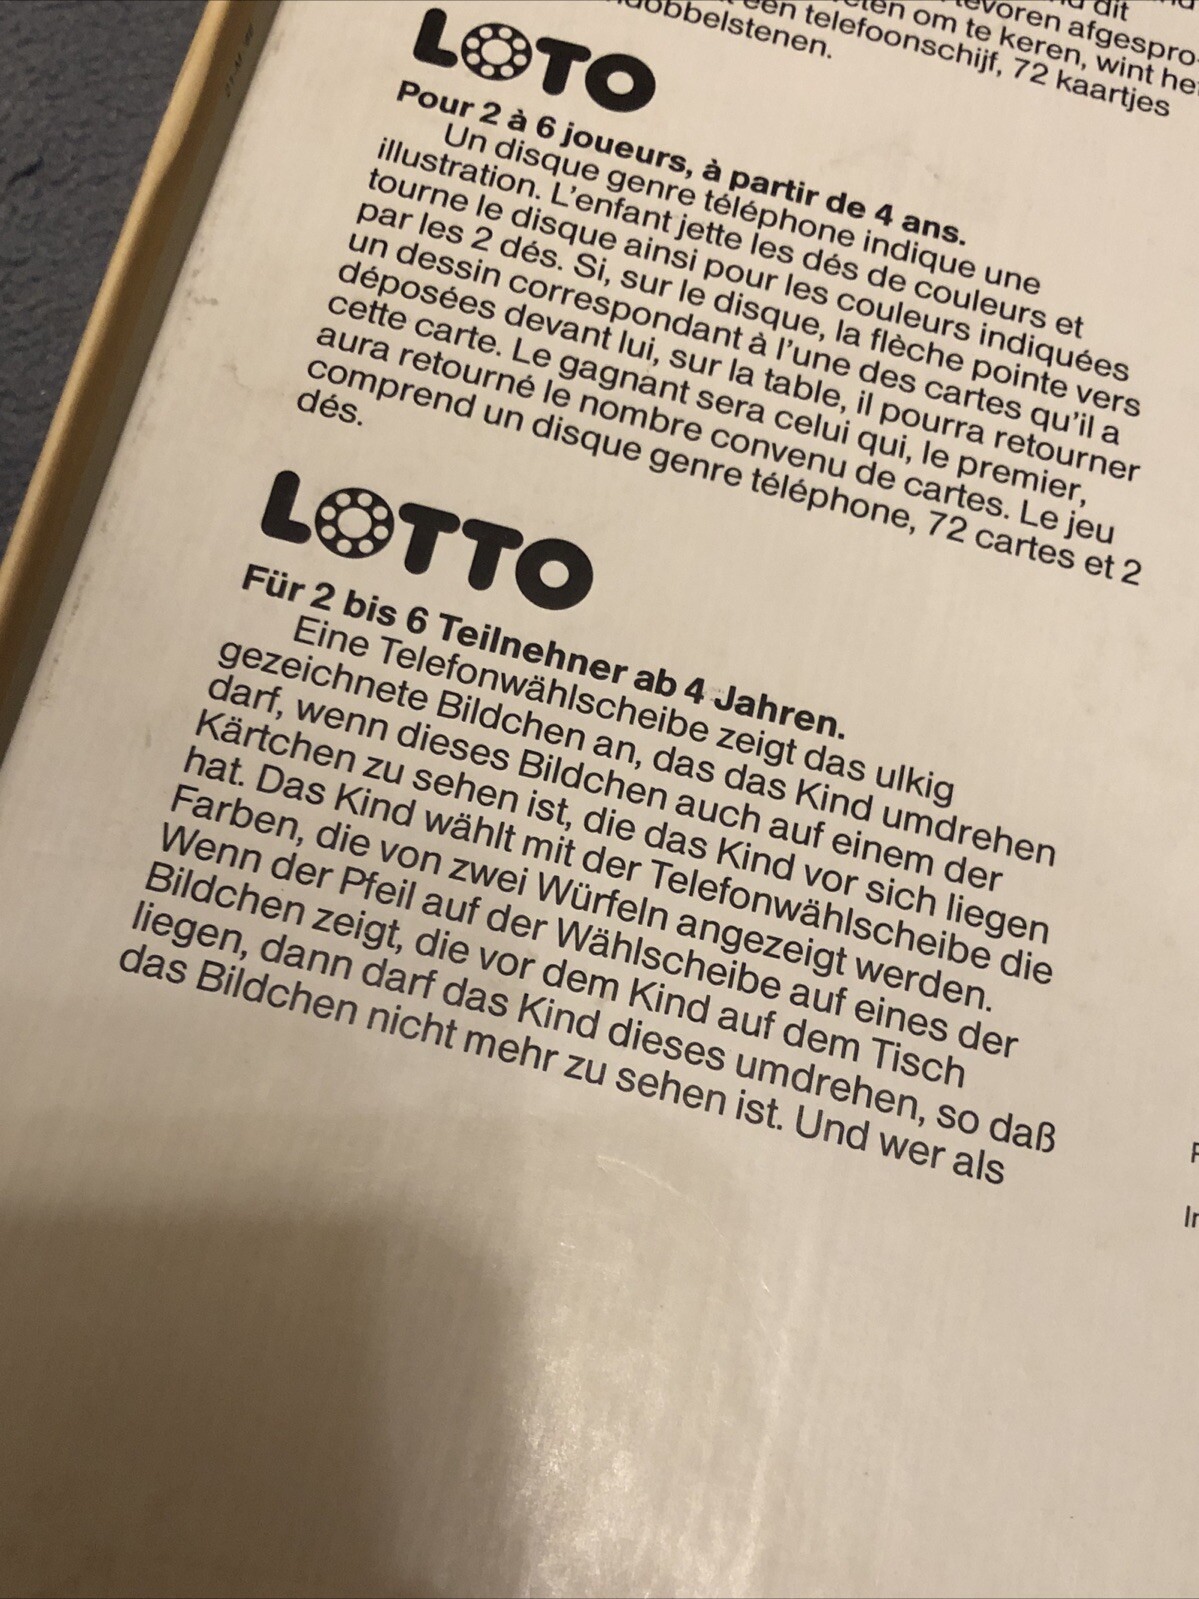 dit
tevoren afgespro-
om te keren, wint het
dobbelstenen.
een telefoonschijf, 72 kaartjes
LOTO
Pour 2 à 6 joueurs, à partir de 4 ans.
Un disque genre téléphone indique une
illustration. L'enfant jette les dés de couleurs et
tourne le disque ainsi pour les couleurs indiquées
par les 2 dés. Si, sur le disque, la flèche pointe vers
un dessin correspondant à l'une des cartes qu'il a
déposées devant lui, sur la table, il pourra retourner
cette carte. Le gagnant sera celui qui, le premier,
aura retourné le nombre convenu de cartes. Le jeu
comprend un disque genre téléphone, 72 cartes et 2
dés.
LOTTO
Für 2 bis 6 Teilnehner ab 4 Jahren.
Eine Telefonwählscheibe zeigt das ulkig
gezeichnete Bildchen an, das das Kind umdrehen
darf, wenn dieses Bildchen auch auf einem der
Kärtchen zu sehen ist, die das Kind vor sich liegen
hat. Das Kind wählt mit der Telefonwählscheibe die
Farben, die von zwei Würfeln angezeigt werden.
Wenn der Pfeil auf der Wählscheibe auf eines der
Bildchen zeigt, die vor dem Kind auf dem Tisch
liegen, dann darf das Kind dieses umdrehen, so daß
das Bildchen nicht mehr zu sehen ist. Und wer als